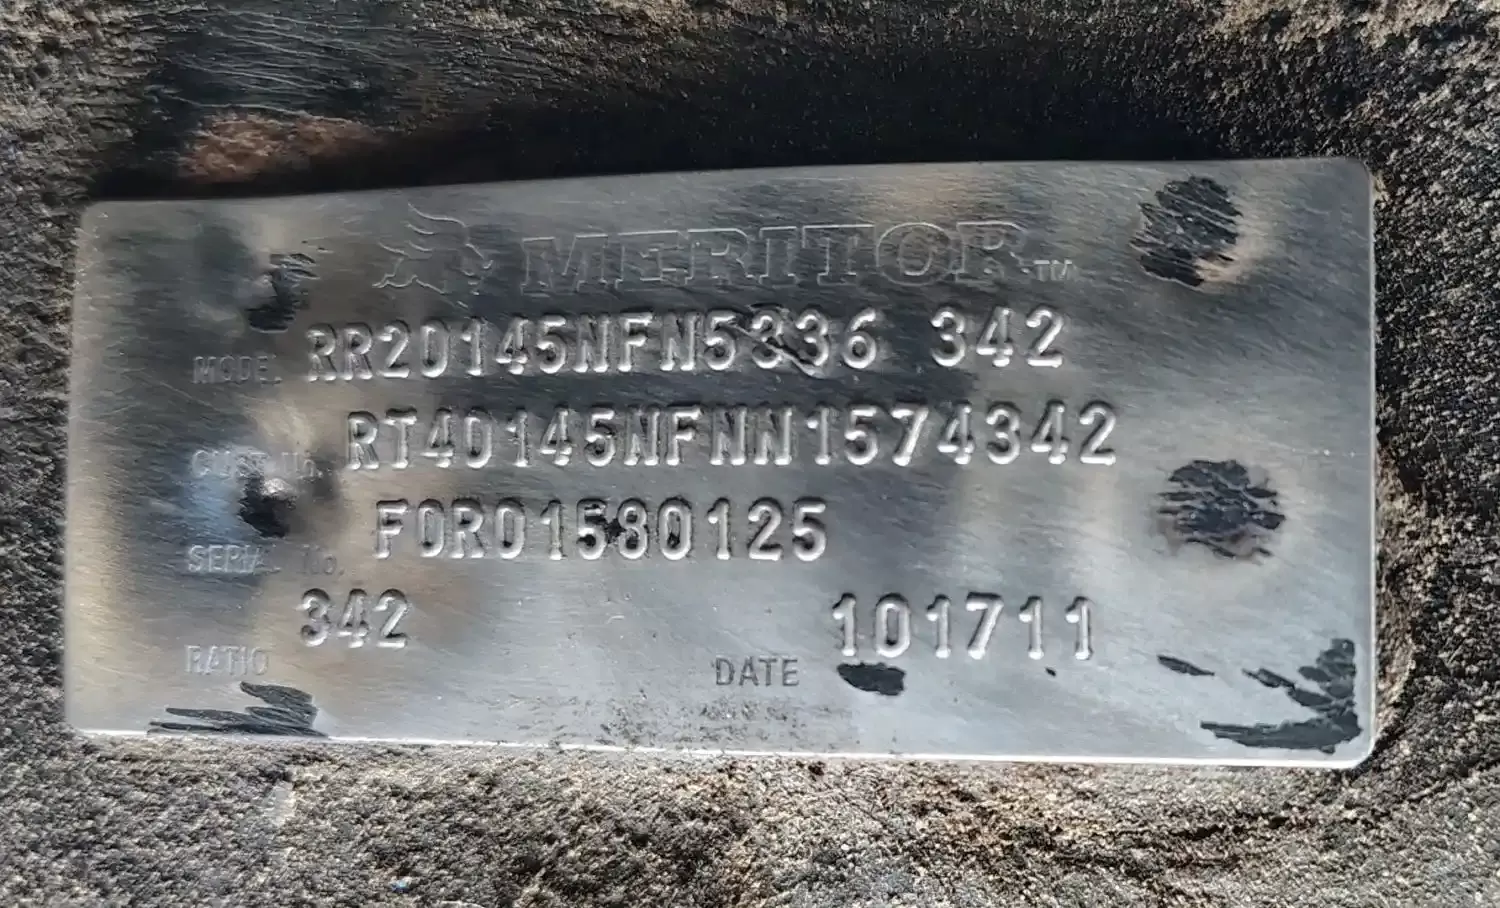 MERITOR™
MODEL RR20145NFN5336 342
CUST. No. RT40145NFNN1574342
SERIAL No. F0R01580125
RATIO 342 DATE 101711